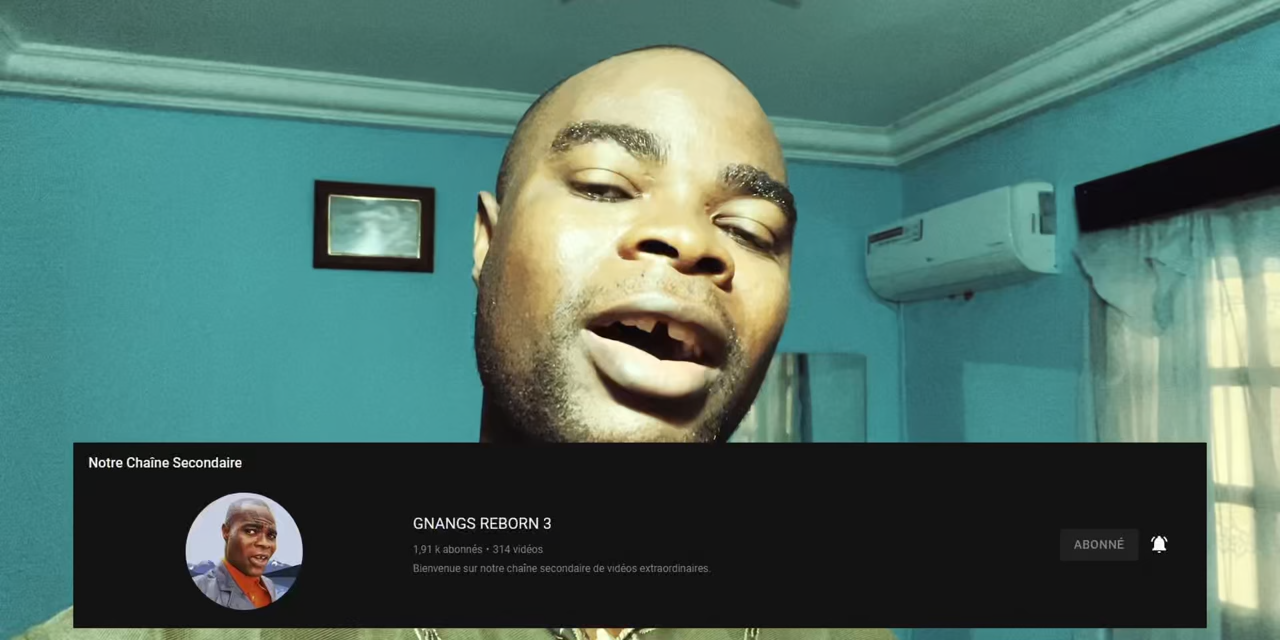 Notre Chaîne Secondaire
GNANGS REBORN 3
1,91 k abonnés • 314 vidéos
Bienvenue sur notre chaîne secondaire de vidéos extraordinaires.
ABONNÉ